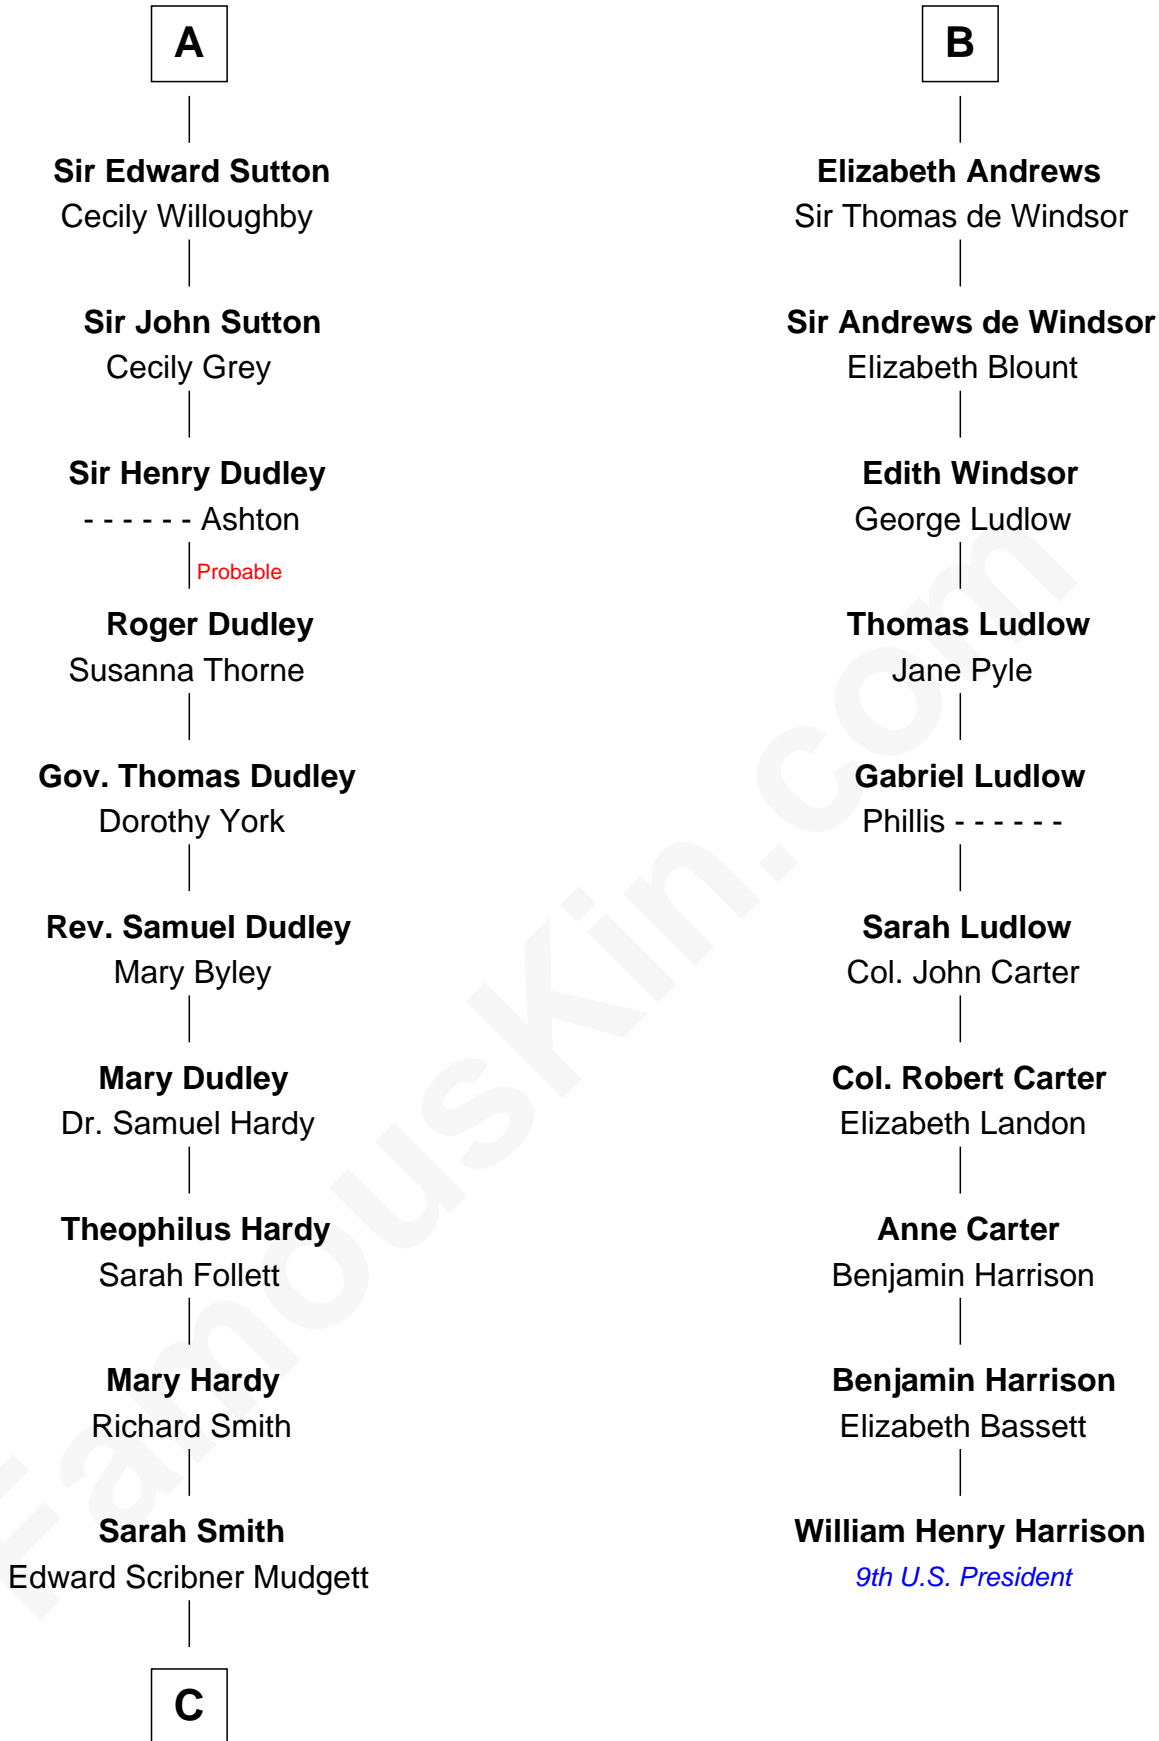 A
Sir Edward Sutton
Cecily Willoughby
Sir John Sutton
Cecily Grey
Sir Henry Dudley
- - - - - - Ashton
Probable
Roger Dudley
Susanna Thorne
Gov. Thomas Dudley
Dorothy York
Rev. Samuel Dudley
Mary Byley
Mary Dudley
Dr. Samuel Hardy
Theophilus Hardy
Sarah Follett
Mary Hardy
Richard Smith
Sarah Smith
Edward Scribner Mudgett
C
B
Elizabeth Andrews
Sir Thomas de Windsor
Sir Andrews de Windsor
Elizabeth Blount
Edith Windsor
George Ludlow
Thomas Ludlow
Jane Pyle
Gabriel Ludlow
Phillis - - - - - -
Sarah Ludlow
Col. John Carter
Col. Robert Carter
Elizabeth Landon
Anne Carter
Benjamin Harrison
Benjamin Harrison
Elizabeth Bassett
William Henry Harrison
9th U.S. President
FamousKin.com